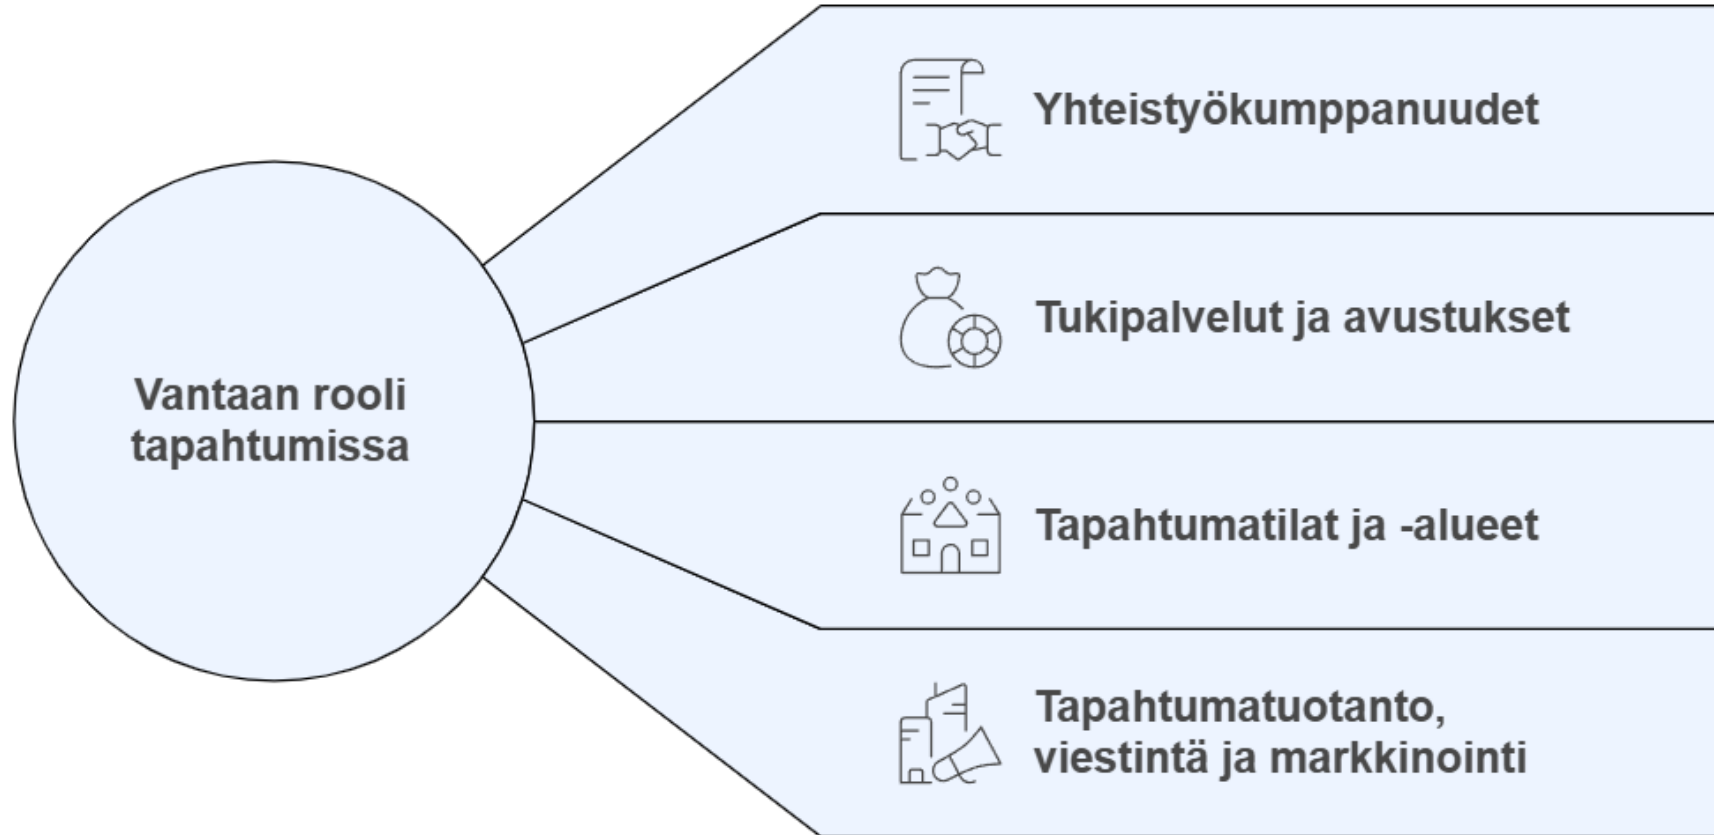 Vantaan rooli
tapahtumissa
Yhteistyökumppanuudet
Tukipalvelut ja avustukset
Tapahtumatilat ja -alueet
Tapahtumatuotanto,
viestintä ja markkinointi